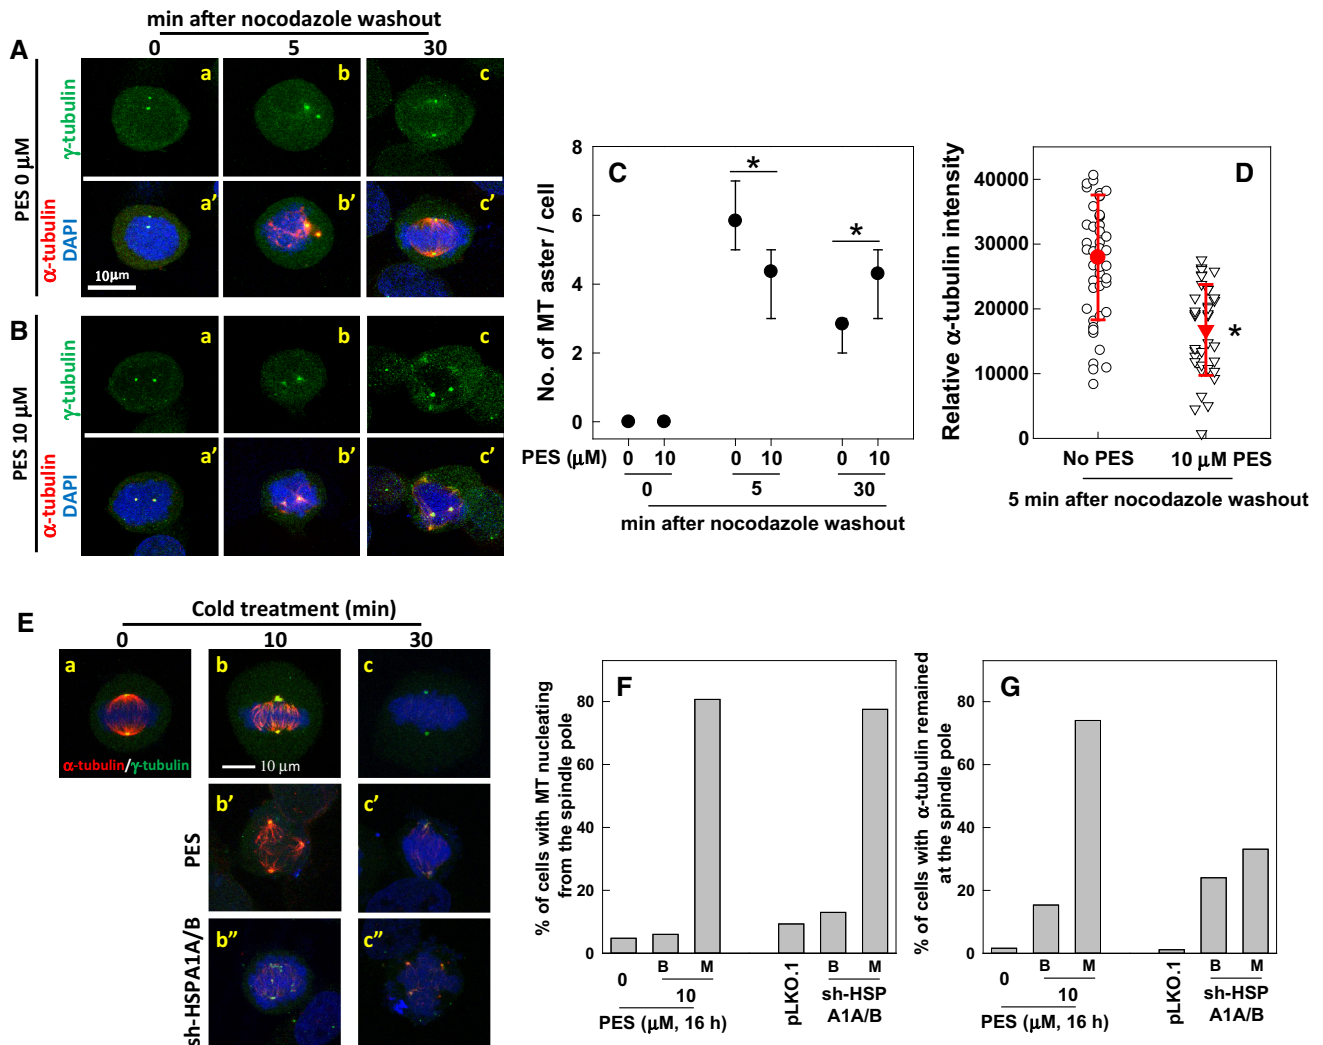 min after nocodazole washout
0 5 30
A
PES 0 μM
γ-tubulin
α-tubulin
DAPI
a b c
a' b' c'
10μm
B
PES 10 μM
γ-tubulin
α-tubulin
DAPI
a b c
a' b' c'
C
No. of MT aster / cell
8
6
4
2
0
* *
PES (μM) 0 10 0 10 0 10
0 5 30
min after nocodazole washout
D
Relative α-tubulin intensity
40000
30000
20000
10000
0
*
No PES 10 μM PES
5 min after nocodazole washout
E
Cold treatment (min)
0 10 30
a b c
α-tubulin/γ-tubulin
10 μm
PES
b' c'
sh-HSPA1A/B
b" c"
F
% of cells with MT nucleating
from the spindle pole
80
60
40
20
0
0 B M pLKO.1 B M
10 sh-HSP
PES (μM, 16 h) A1A/B
G
% of cells with α-tubulin remained
at the spindle pole
80
60
40
20
0
0 B M pLKO.1 B M
10 sh-HSP
PES (μM, 16 h) A1A/B